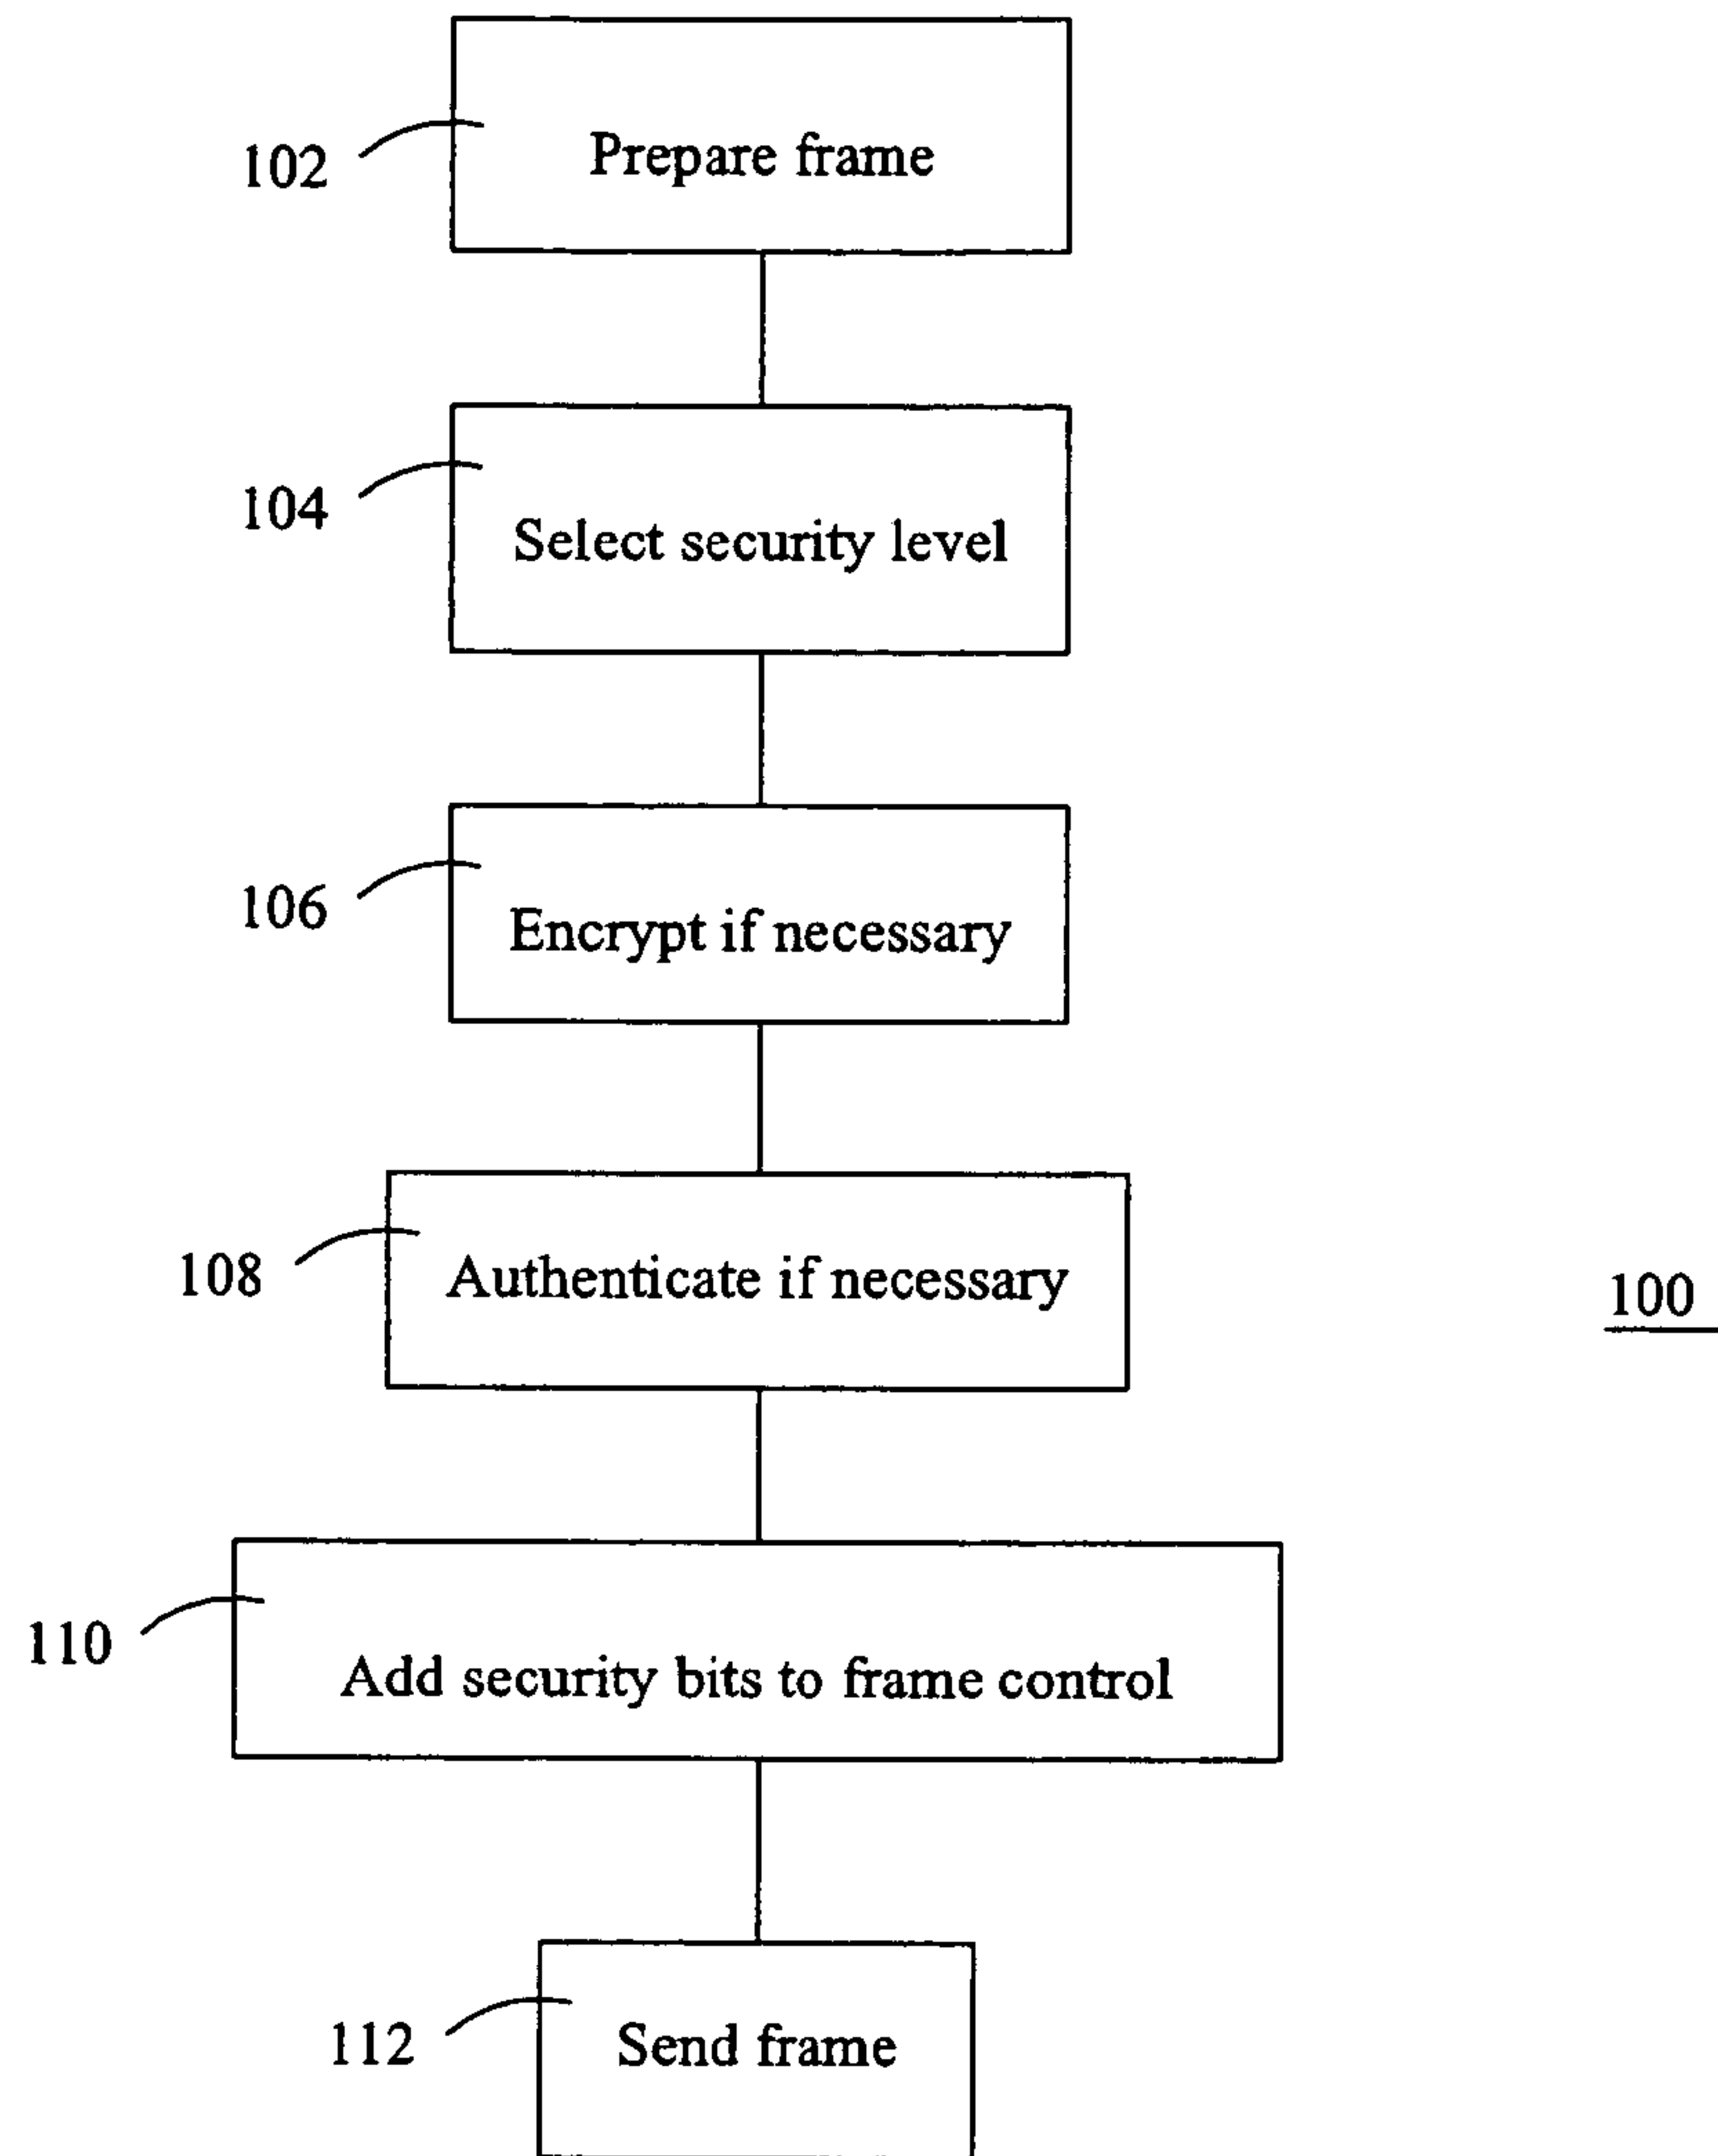 102
Prepare frame
104
Select security level
106
Encrypt if necessary
108
Authenticate if necessary
100
110
Add security bits to frame control
112
Send frame